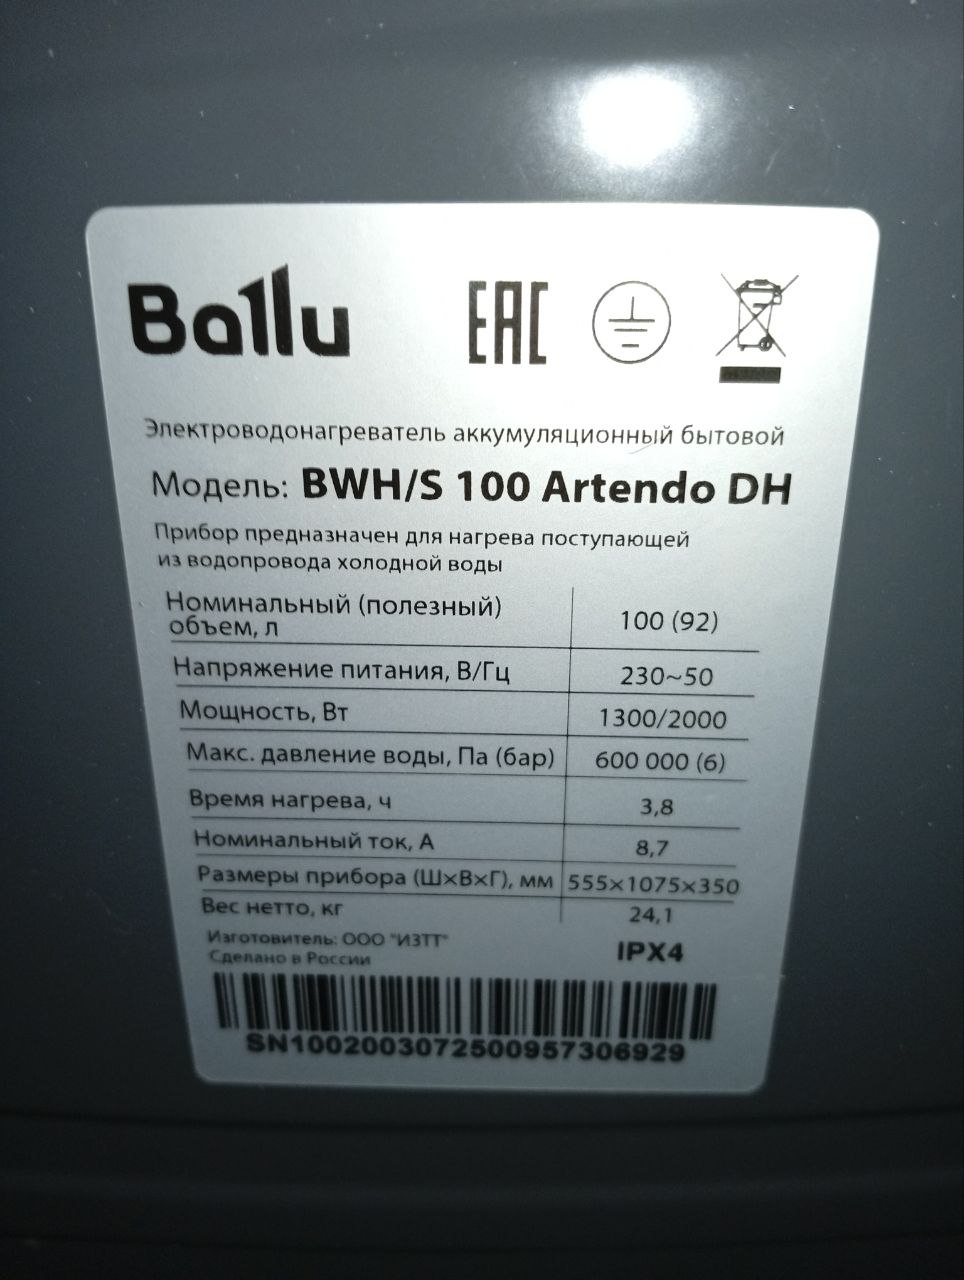 Ballu EAC
Электроводонагреватель аккумуляционный бытовой
Модель: BWH/S 100 Artendo DH
Прибор предназначен для нагрева поступающей
из водопровода холодной воды
Номинальный (полезный)
объем, л 100 (92)
Напряжение питания, В/Гц 230~50
Мощность, Вт 1300/2000
Макс. давление воды, Па (бар) 600 000 (6)
Время нагрева, ч 3,8
Номинальный ток, А 8,7
Размеры прибора (Ш×В×Г), мм 555×1075×350
Вес нетто, кг 24,1
Изготовитель: ООО "ИЗТТ"
Сделано в России IPX4
SN1002003072500957306929